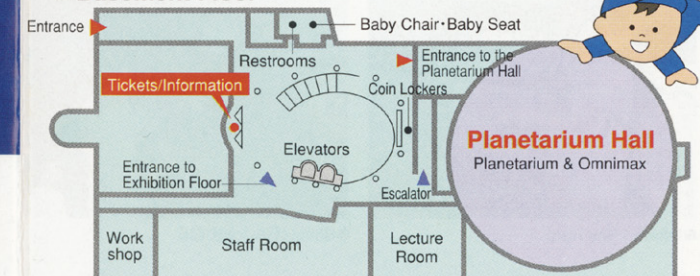 Entrance
Baby Chair･Baby Seat
Restrooms
Entrance to the
Planetarium Hall
Tickets/Information
Coin Lockers
Planetarium Hall
Planetarium & Omnimax
Elevators
Entrance to
Exhibition Floor
Escalator
Work
shop
Staff Room
Lecture
Room